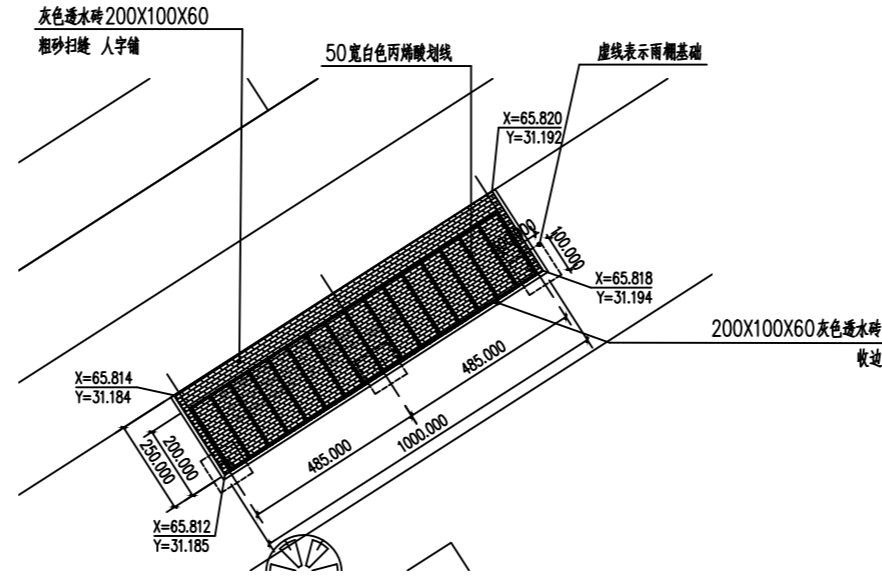 灰色透水砖200X100X60
粗砂扫缝 人字铺
50宽白色丙烯酸划线
虚线表示雨棚基础
X=65.820
Y=31.192
100.000
X=65.818
Y=31.194
200X100X60灰色透水砖
收边
X=65.814
Y=31.184
485.000
485.000
1000.000
200.000
250.000
X=65.812
Y=31.185